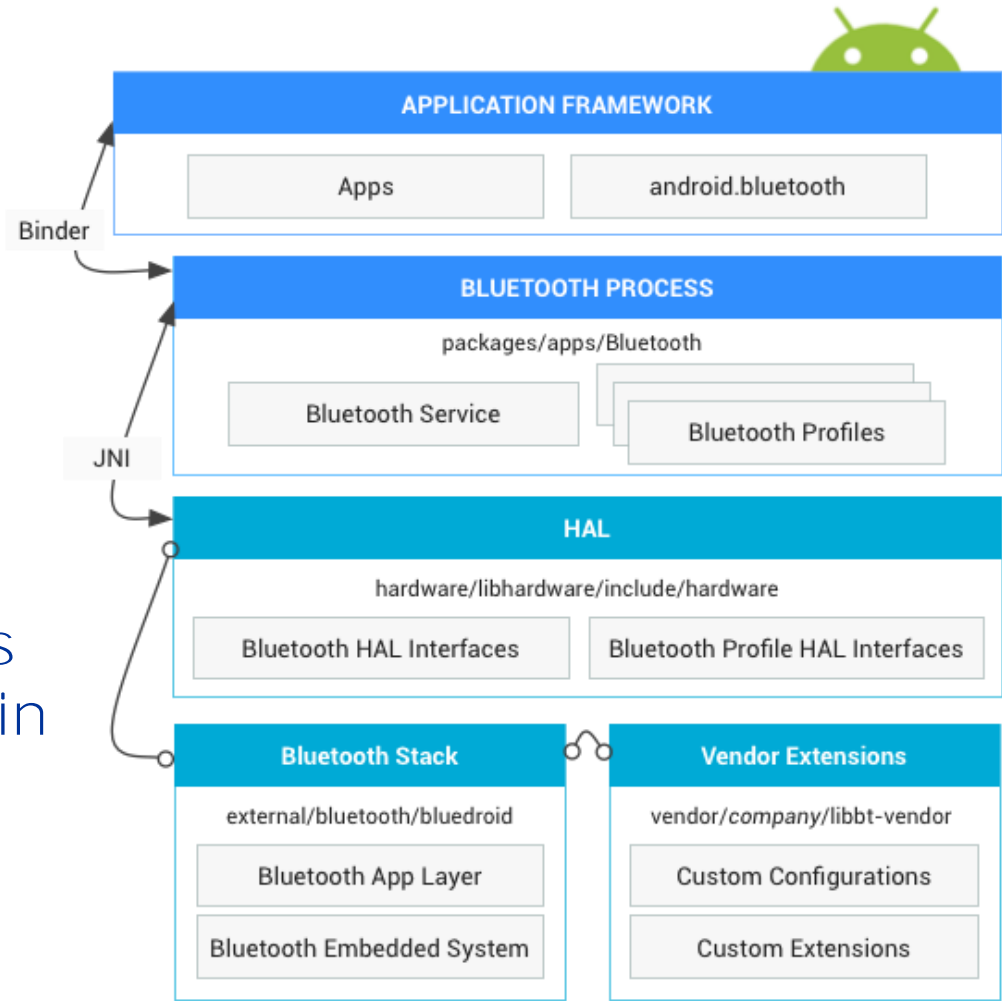 APPLICATION FRAMEWORK
Apps
android.bluetooth
Binder
BLUETOOTH PROCESS
packages/apps/Bluetooth
Bluetooth Service
Bluetooth Profiles
JNI
HAL
hardware/libhardware/include/hardware
Bluetooth HAL Interfaces
Bluetooth Profile HAL Interfaces
s
in
Bluetooth Stack
external/bluetooth/bluedroid
Bluetooth App Layer
Bluetooth Embedded System
Vendor Extensions
vendor/company/libbt-vendor
Custom Configurations
Custom Extensions